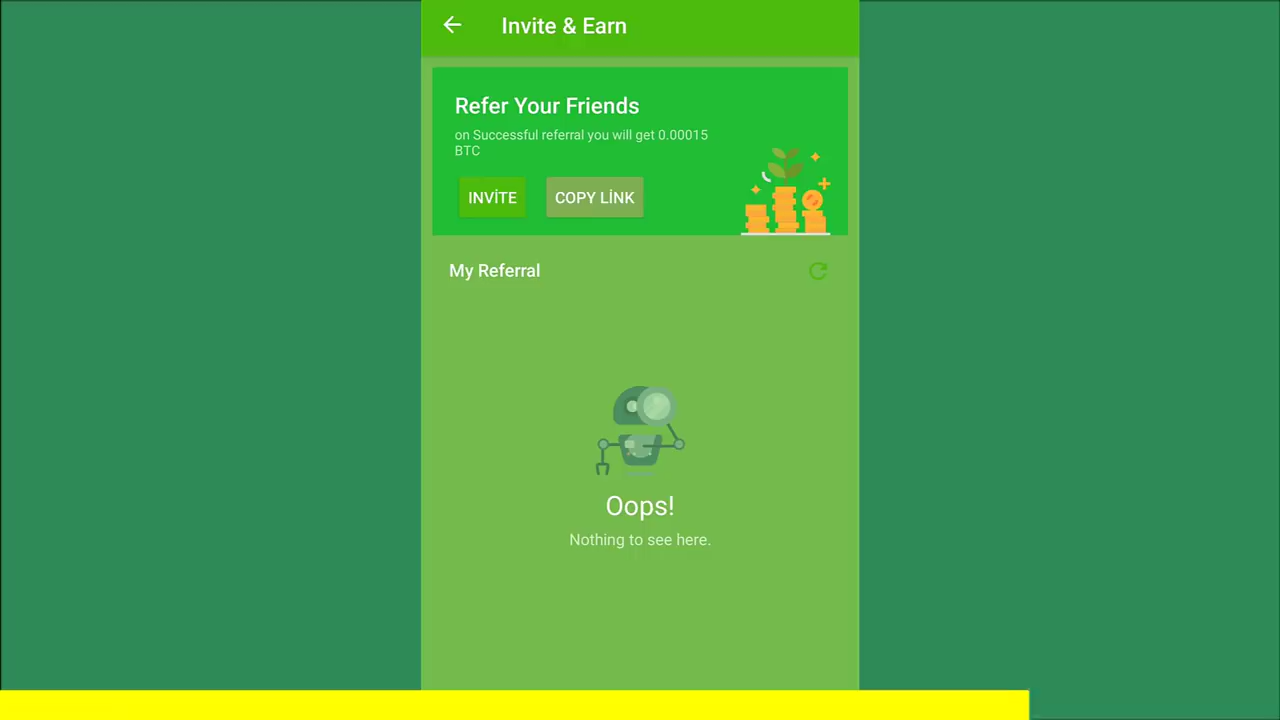 Invite & Earn
Refer Your Friends
on Successful referral you will get 0.00015
BTC
INVİTE
COPY LİNK
My Referral
Oops!
Nothing to see here.